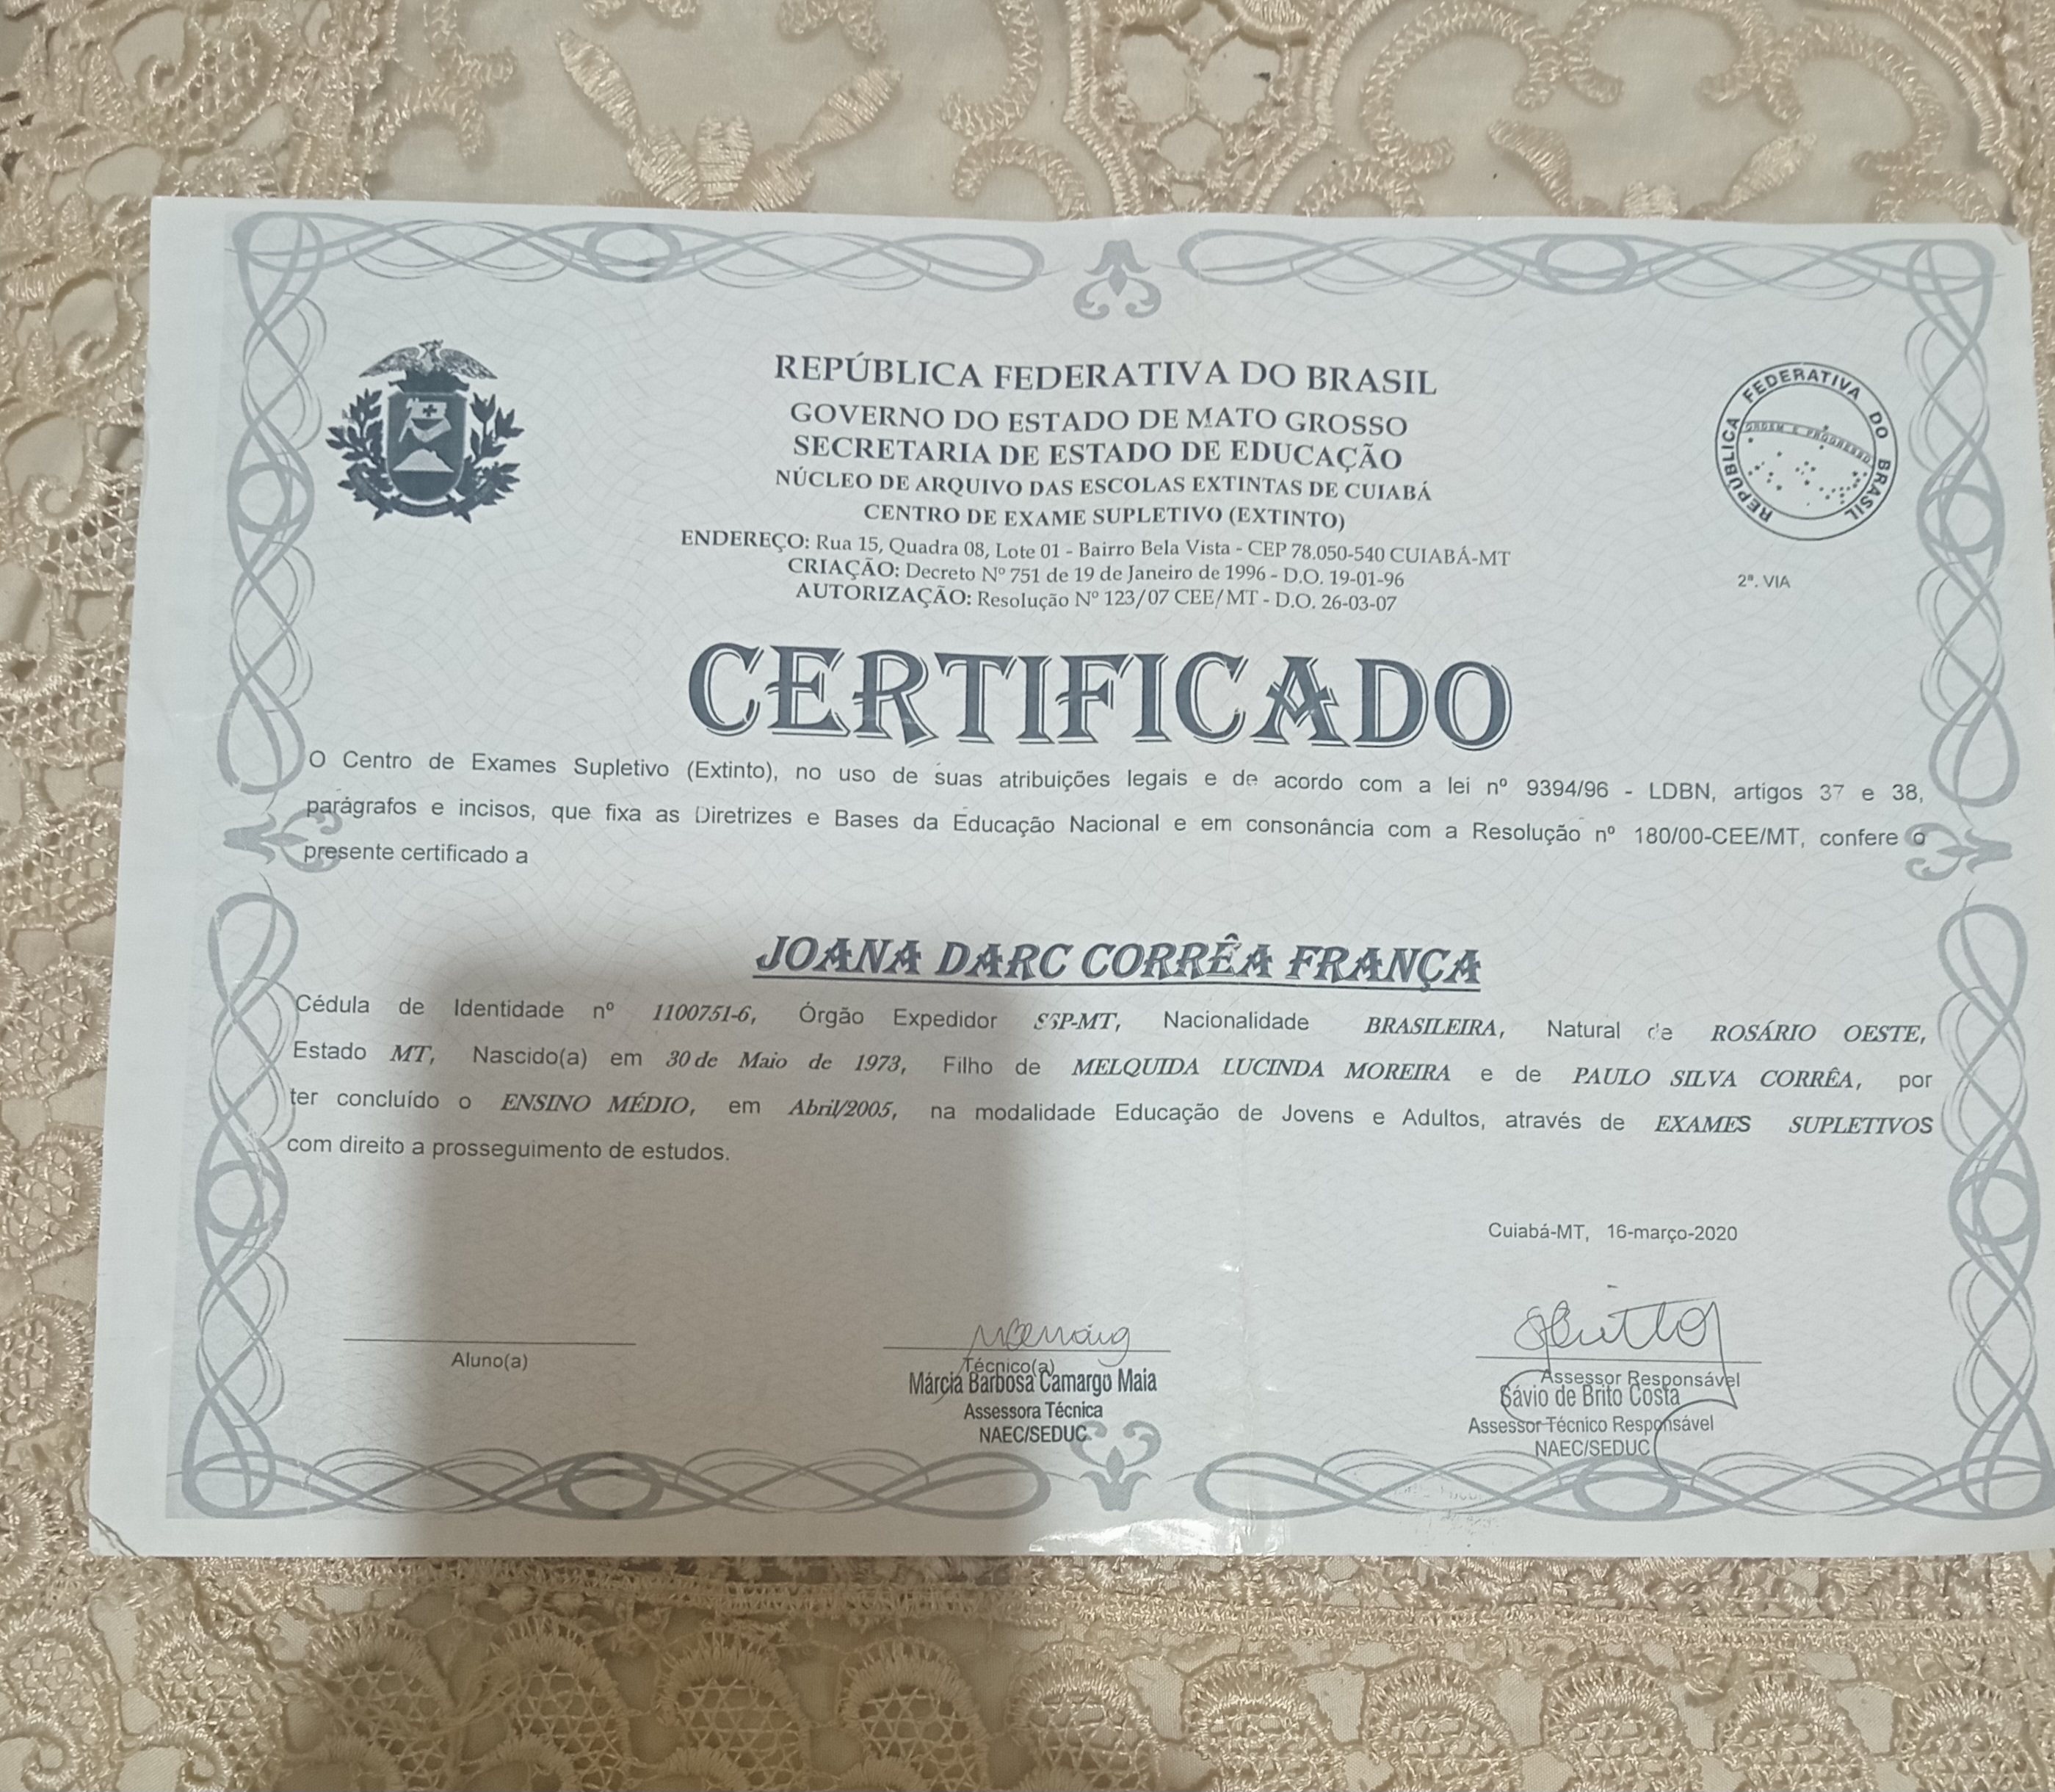 REPÚBLICA FEDERATIVA DO BRASIL
GOVERNO DO ESTADO DE MATO GROSSO
SECRETARIA DE ESTADO DE EDUCAÇÃO
NÚCLEO DE ARQUIVO DAS ESCOLAS EXTINTAS DE CUIABÁ
CENTRO DE EXAME SUPLETIVO (EXTINTO)
ENDEREÇO: Rua 15, Quadra 08, Lote 01 - Bairro Bela Vista - CEP 78.050-540 CUIABÁ-MT
CRIAÇÃO: Decreto Nº 751 de 19 de Janeiro de 1996 - D.O. 19-01-96
AUTORIZAÇÃO: Resolução Nº 123/07 CEE/MT - D.O. 26-03-07
REPÚBLICA FEDERATIVA DO BRASIL
ORDEM E PROGRESSO
2ª. VIA
CERTIFICADO
O Centro de Exames Supletivo (Extinto), no uso de suas atribuições legais e de acordo com a lei nº 9394/96 - LDBN, artigos 37 e 38,
parágrafos e incisos, que fixa as Diretrizes e Bases da Educação Nacional e em consonância com a Resolução nº 180/00-CEE/MT, confere o
presente certificado a
JOANA DARC CORRÊA FRANÇA
Cédula de Identidade nº 1100751-6, Órgão Expedidor SSP-MT, Nacionalidade BRASILEIRA, Natural de ROSÁRIO OESTE,
Estado MT, Nascido(a) em 30 de Maio de 1973, Filho de MELQUIDA LUCINDA MOREIRA e de PAULO SILVA CORRÊA, por
ter concluído o ENSINO MÉDIO, em Abril/2005, na modalidade Educação de Jovens e Adultos, através de EXAMES SUPLETIVOS
com direito a prosseguimento de estudos.
Cuiabá-MT, 16-março-2020
Aluno(a)
Técnico(a)
Márcia Barbosa Camargo Maia
Assessora Técnica
NAEC/SEDUC
Assessor Responsável
Sávio de Brito Costa
Assessor Técnico Responsável
NAEC/SEDUC